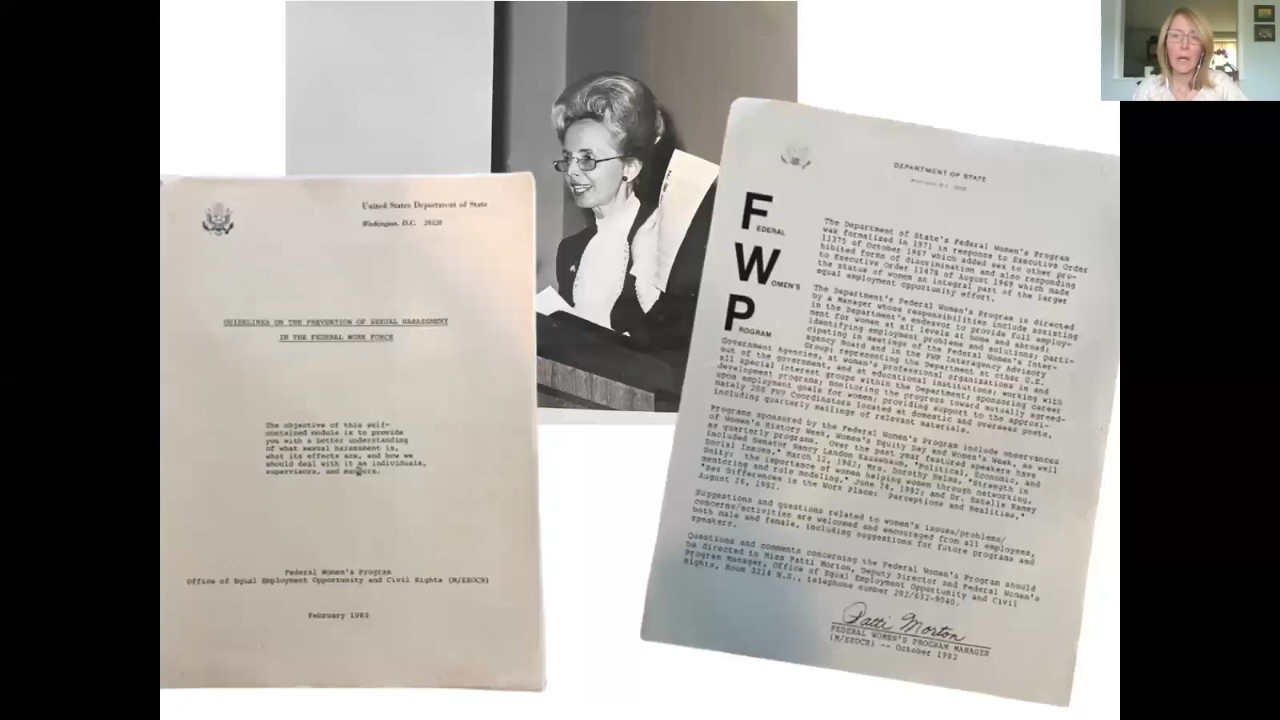 United States Department of State
Washington, D.C. 20520
GUIDELINES ON THE PREVENTION OF SEXUAL HARASSMENT
IN THE FEDERAL WORK FORCE
The objective of this self-
contained module is to provide
you with a better understanding
of what sexual harassment is,
what its effects are, and how we
should deal with it as individuals,
supervisors, and
Federal Women's Program
Office of Equal Employment Opportunity and Civil Rights (M/EEOCR)
February 1983
DEPARTMENT OF STATE
FEDERAL
WOMEN'S
PROGRAM
The Department of State's Federal Women's Program
was formalized in 1971 in response to Executive Order
11375 of October 1967 which added sex to other pro-
hibited forms of discrimination and also responding
to Executive Order 11478 of August 1969 which made
the status of women an integral part of the larger
equal employment opportunity effort.
The Department's Federal Women's Program is directed
by a Manager whose responsibilities include assisting
in the Department's endeavor to provide full employ-
ment for women at all levels at home and abroad;
identifying employment problems and solutions; parti-
cipating in meetings of the Federal Women's Inter-
agency Board and in the FWP Interagency Advisory
Group; representing the Department at other U.S.
Government Agencies, at women's professional organizations in and
out of the government, and at educational institutions; working with
all special interest groups within the Department; sponsoring career
development programs; monitoring the progress toward mutually agreed-
upon employment goals for women; providing support to the approxi-
mately 200 FWP Coordinators located at domestic and overseas posts,
including quarterly mailings of relevant materials.
Programs sponsored by the Federal Women's Program include observances
of Women's History Week, Women's Equity Day and Women's Week, as well
as quarterly programs. Over the past year featured speakers have
included Senator Nancy Landon Kassebaum, "Political, Economic, and
Social Issues," March 12, 1982; Mrs. Dorothy "Strength in
Unity: the importance of women helping women through networking,
mentoring and role modeling," June 24, 1982; and Dr. Estelle Ramey
"Sex Differences in the Work Place: Perceptions and Realities,"
August 26, 1982.
Suggestions and questions related to women's issues/problems/
concerns/activities are welcomed and encouraged from all employees,
both male and female, including suggestions for future programs and
speakers.
Questions and comments concerning the Federal Women's Program should
be directed to Miss Patti Morton, Deputy Director and Federal Women's
Program Manager, Office of Equal Employment Opportunity and Civil
Rights, Room 3214 N.S., telephone number 202/632-9040.
Patti Morton
FEDERAL WOMEN'S PROGRAM MANAGER
(M/EEOCR) -- October 1982